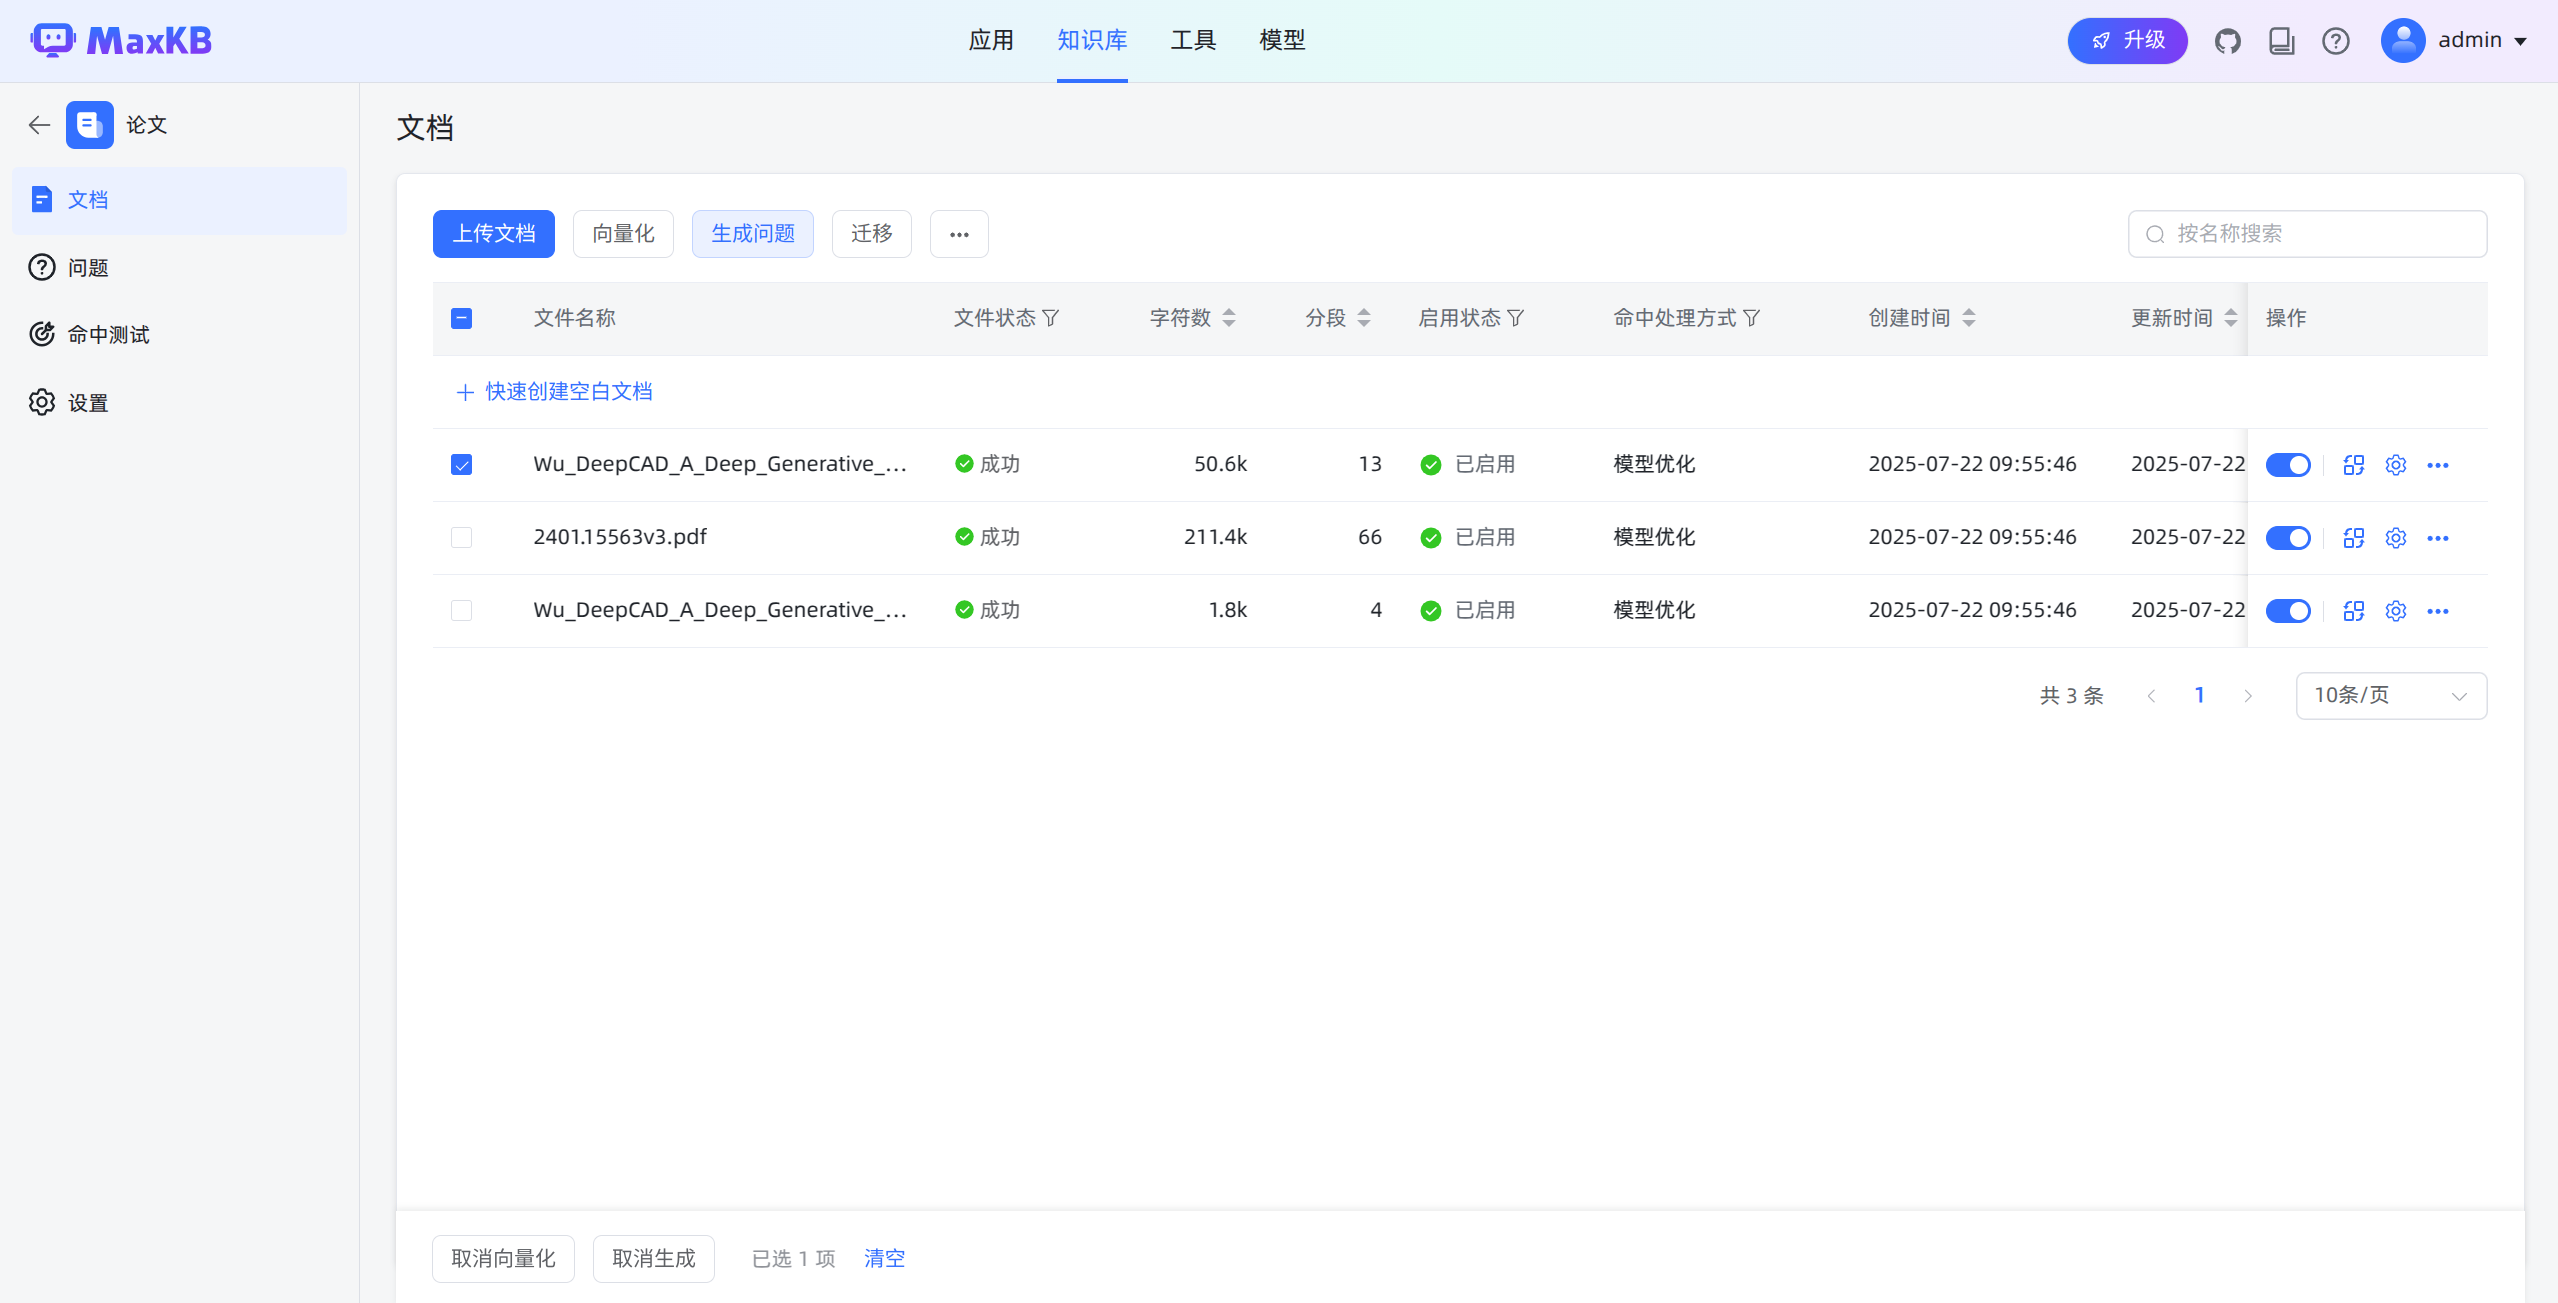 MaxKB
应用 知识库 工具 模型
升级 admin
论文
文档
问题
命中测试
设置
文档
上传文档 向量化 生成问题 迁移 ...
按名称搜索
文件名称 文件状态 字符数 分段 启用状态 命中处理方式 创建时间 更新时间 操作
快速创建空白文档
Wu_DeepCAD_A_Deep_Generative_... 成功 50.6k 13 已启用 模型优化 2025-07-22 09:55:46 2025-07-22
2401.15563v3.pdf 成功 211.4k 66 已启用 模型优化 2025-07-22 09:55:46 2025-07-22
Wu_DeepCAD_A_Deep_Generative_... 成功 1.8k 4 已启用 模型优化 2025-07-22 09:55:46 2025-07-22
共 3 条 1 10条/页
取消向量化 取消生成 已选 1 项 清空